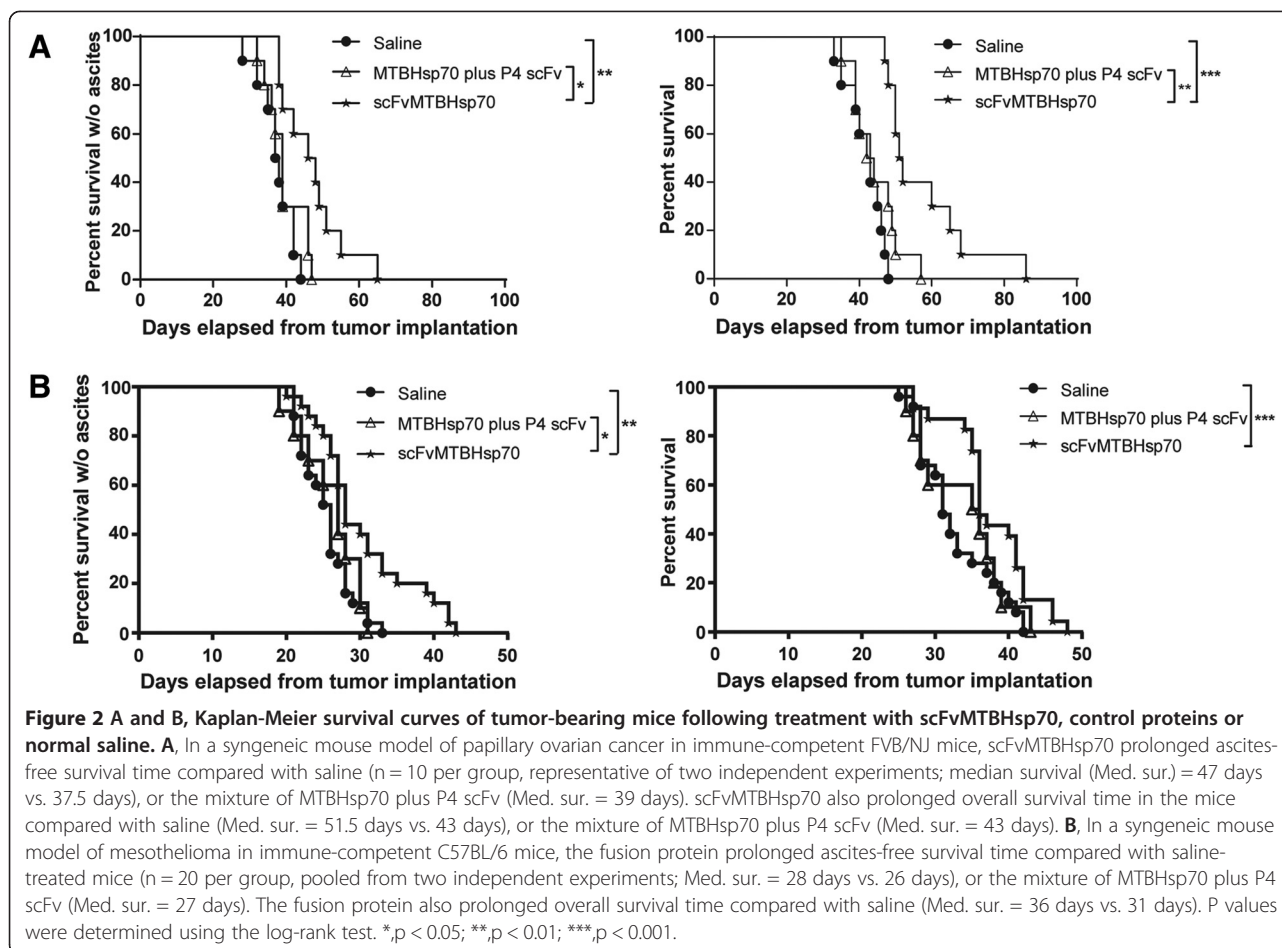 A
Percent survival w/o ascites
100
80
60
40
20
0
0 20 40 60 80 100
Days elapsed from tumor implantation
Saline
MTBHsp70 plus P4 scFv
scFvMTBHsp70
*
**
Percent survival
100
80
60
40
20
0
0 20 40 60 80 100
Days elapsed from tumor implantation
Saline
MTBHsp70 plus P4 scFv
scFvMTBHsp70
**
***
B
Percent survival w/o ascites
100
80
60
40
20
0
0 10 20 30 40 50
Days elapsed from tumor implantation
Saline
MTBHsp70 plus P4 scFv
scFvMTBHsp70
*
**
Percent survival
100
80
60
40
20
0
0 10 20 30 40 50
Days elapsed from tumor implantation
Saline
MTBHsp70 plus P4 scFv
scFvMTBHsp70
***
Figure 2 A and B, Kaplan-Meier survival curves of tumor-bearing mice following treatment with scFvMTBHsp70, control proteins or
normal saline. A, In a syngeneic mouse model of papillary ovarian cancer in immune-competent FVB/NJ mice, scFvMTBHsp70 prolonged ascites-
free survival time compared with saline (n = 10 per group, representative of two independent experiments; median survival (Med. sur.) = 47 days
vs. 37.5 days), or the mixture of MTBHsp70 plus P4 scFv (Med. sur. = 39 days). scFvMTBHsp70 also prolonged overall survival time in the mice
compared with saline (Med. sur. = 51.5 days vs. 43 days), or the mixture of MTBHsp70 plus P4 scFv (Med. sur. = 43 days). B, In a syngeneic mouse
model of mesothelioma in immune-competent C57BL/6 mice, the fusion protein prolonged ascites-free survival time compared with saline-
treated mice (n = 20 per group, pooled from two independent experiments; Med. sur. = 28 days vs. 26 days), or the mixture of MTBHsp70 plus P4
scFv (Med. sur. = 27 days). The fusion protein also prolonged overall survival time compared with saline (Med. sur. = 36 days vs. 31 days). P values
were determined using the log-rank test. *,p < 0.05; **,p < 0.01; ***,p < 0.001.